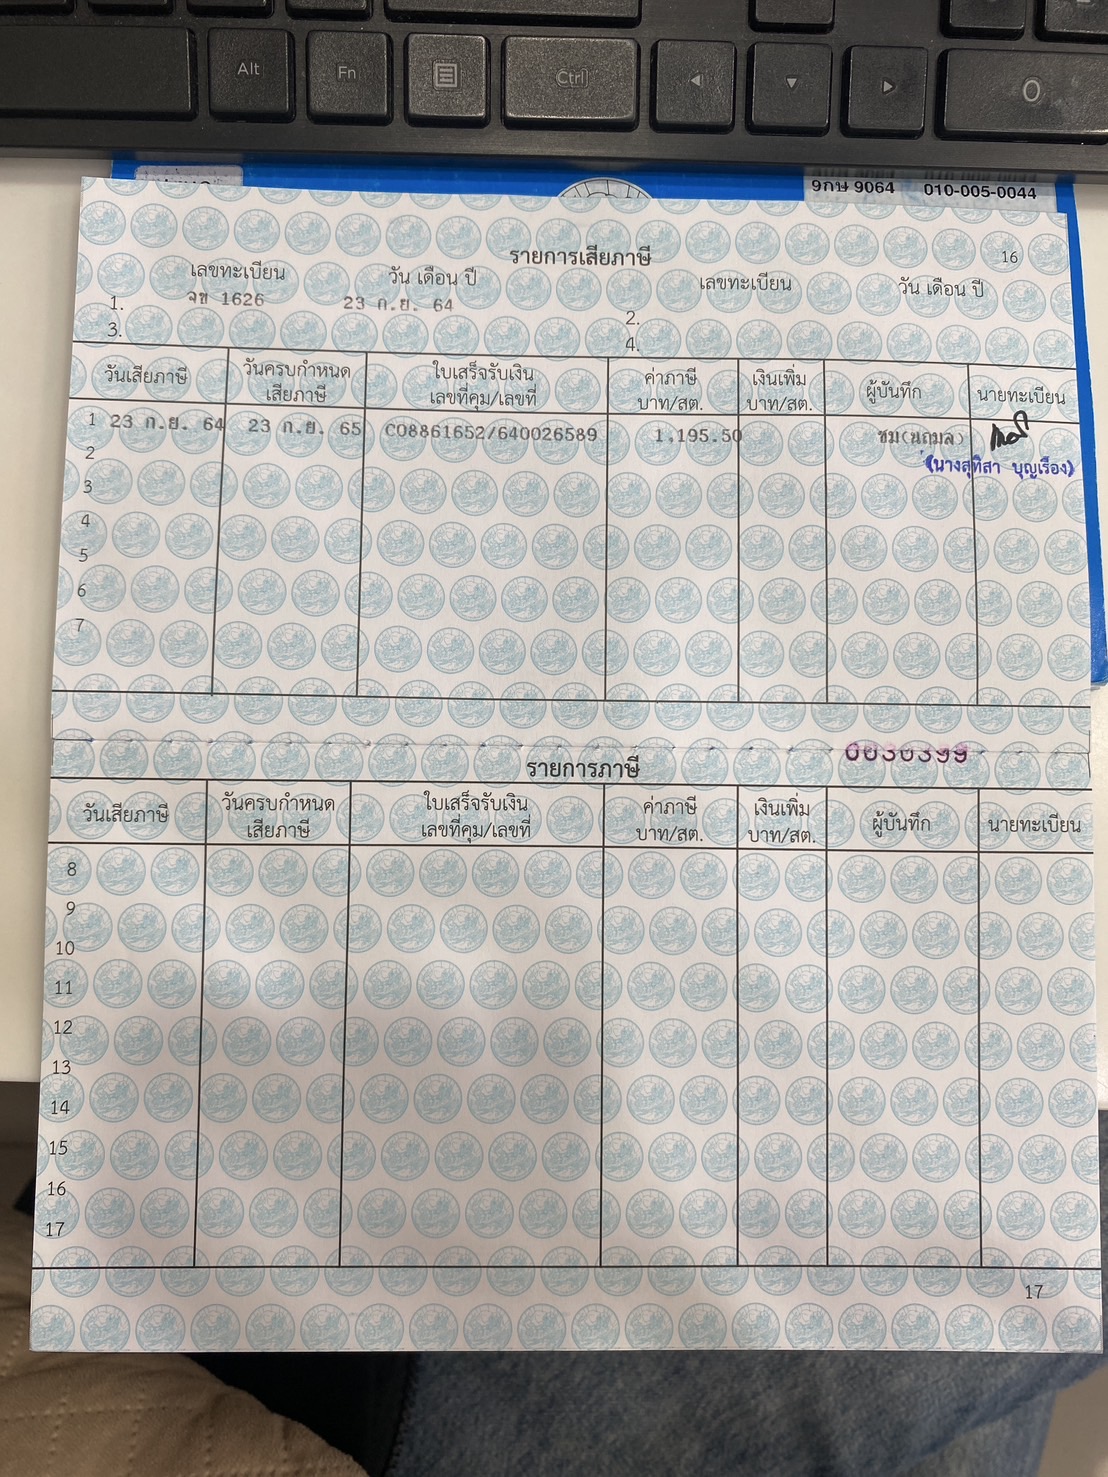 Alt Fn Ctrl 0
9กษ 9064 010-005-0044
รายการเสียภาษี 16
เลขทะเบียน วัน เดือน ปี เลขทะเบียน วัน เดือน ปี
1. จข 1626 23 ก.ย. 64 2.
3. 4.
วันเสียภาษี วันครบกำหนด ใบเสร็จรับเงิน ค่าภาษี เงินเพิ่ม ผู้บันทึก นายทะเบียน
เสียภาษี เลขที่คุม/เลขที่ บาท/สต. บาท/สต.
1 23 ก.ย. 64 23 ก.ย. 65 C08861652/640026589 1,195.50 ชม(นฤมล)
2 (นางสุทิสา บุญเรือง)
3
4
5
6
7
0030399
รายการภาษี
วันเสียภาษี วันครบกำหนด ใบเสร็จรับเงิน ค่าภาษี เงินเพิ่ม ผู้บันทึก นายทะเบียน
เสียภาษี เลขที่คุม/เลขที่ บาท/สต. บาท/สต.
8
9
10
11
12
13
14
15
16
17
17